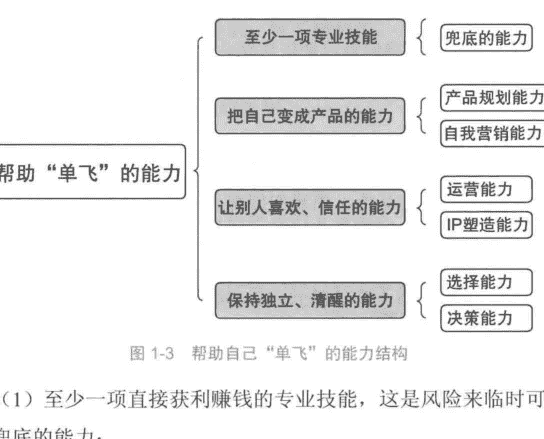 至少一项专业技能
兜底的能力
把自己变成产品的能力
产品规划能力
自我营销能力
帮助“单飞”的能力
让别人喜欢、信任的能力
运营能力
IP塑造能力
保持独立、清醒的能力
选择能力
决策能力
图 1-3 帮助自己“单飞”的能力结构
（1）至少一项直接获利赚钱的专业技能，这是风险来临时可
兜底的能力；